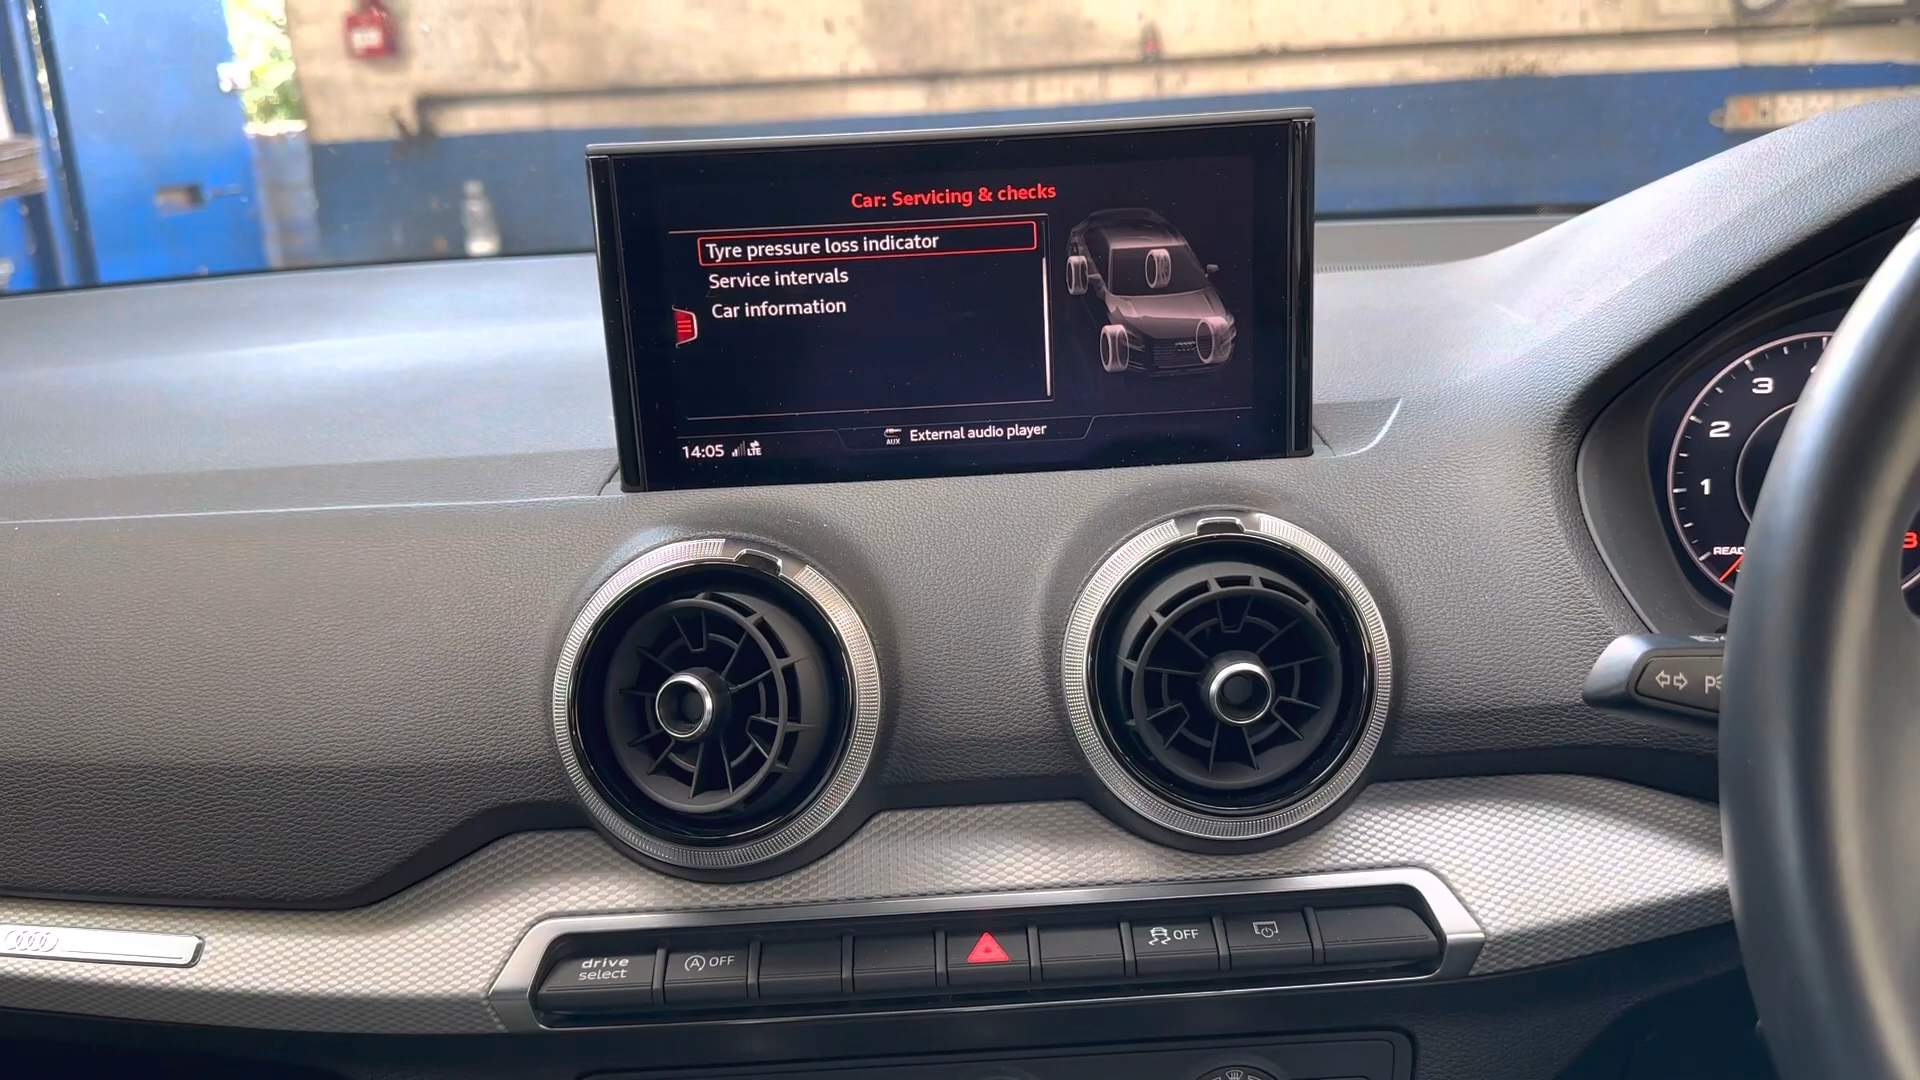 Car: Servicing & checks
Tyre pressure loss indicator
Service intervals
Car information
14:05
LTE
AUX
External audio player
3
2
1
READY
drive
select
A OFF
OFF